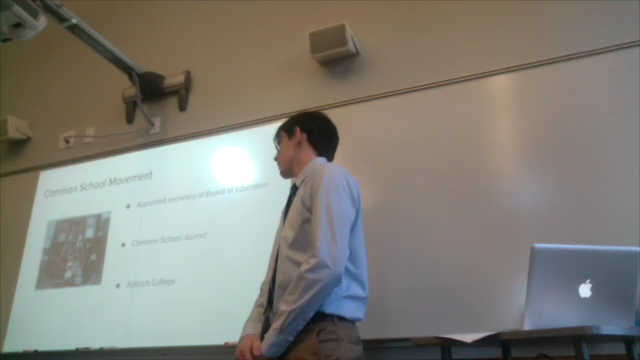 Common School Movement
Appointed secretary of Board of Education
Common School Journal
Antioch College